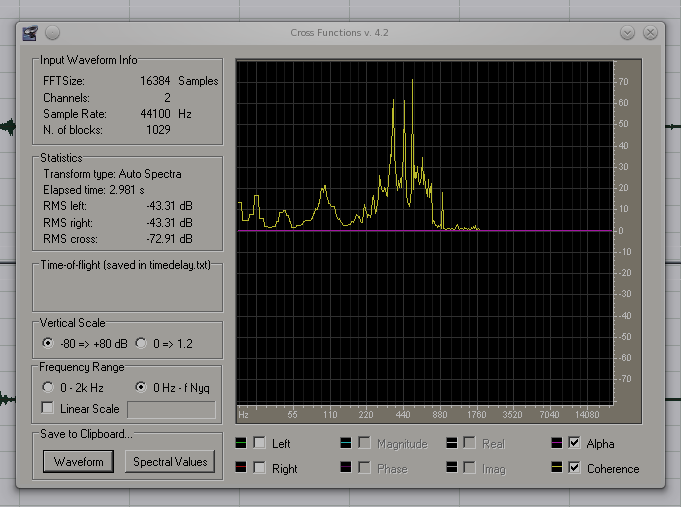 Cross Functions v. 4.2
Input Waveform Info
FFTSize: 16384 Samples
Channels: 2
Sample Rate: 44100 Hz
N. of blocks: 1029
Statistics
Transform type: Auto Spectra
Elapsed time: 2.981 s
RMS left: -43.31 dB
RMS right: -43.31 dB
RMS cross: -72.91 dB
Time-of-flight (saved in timedelay.txt)
Vertical Scale
-80 => +80 dB 0 => 1.2
Frequency Range
0 - 2k Hz 0 Hz - f Nyq
Linear Scale
Save to Clipboard...
Waveform Spectral Values
70
60
50
40
30
20
10
0
-10
-20
-30
-40
-50
-60
-70
Hz 55 110 220 440 880 1760 3520 7040 14080
Left Magnitude Real Alpha
Right Phase Imag Coherence